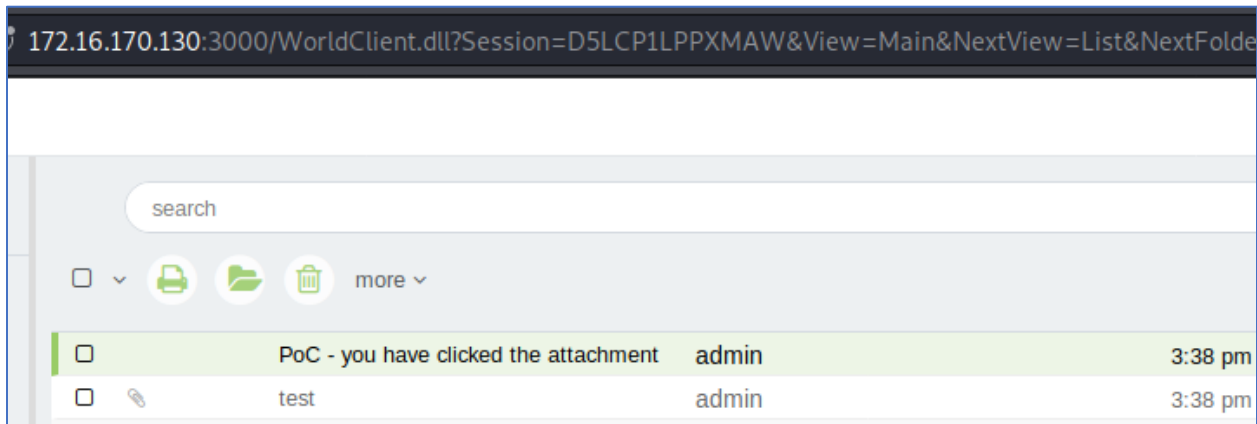 172.16.170.130:3000/WorldClient.dll?Session=D5LCP1LPPXMAW&View=Main&NextView=List&NextFolde
search
more
PoC - you have clicked the attachment admin 3:38 pm
test admin 3:38 pm